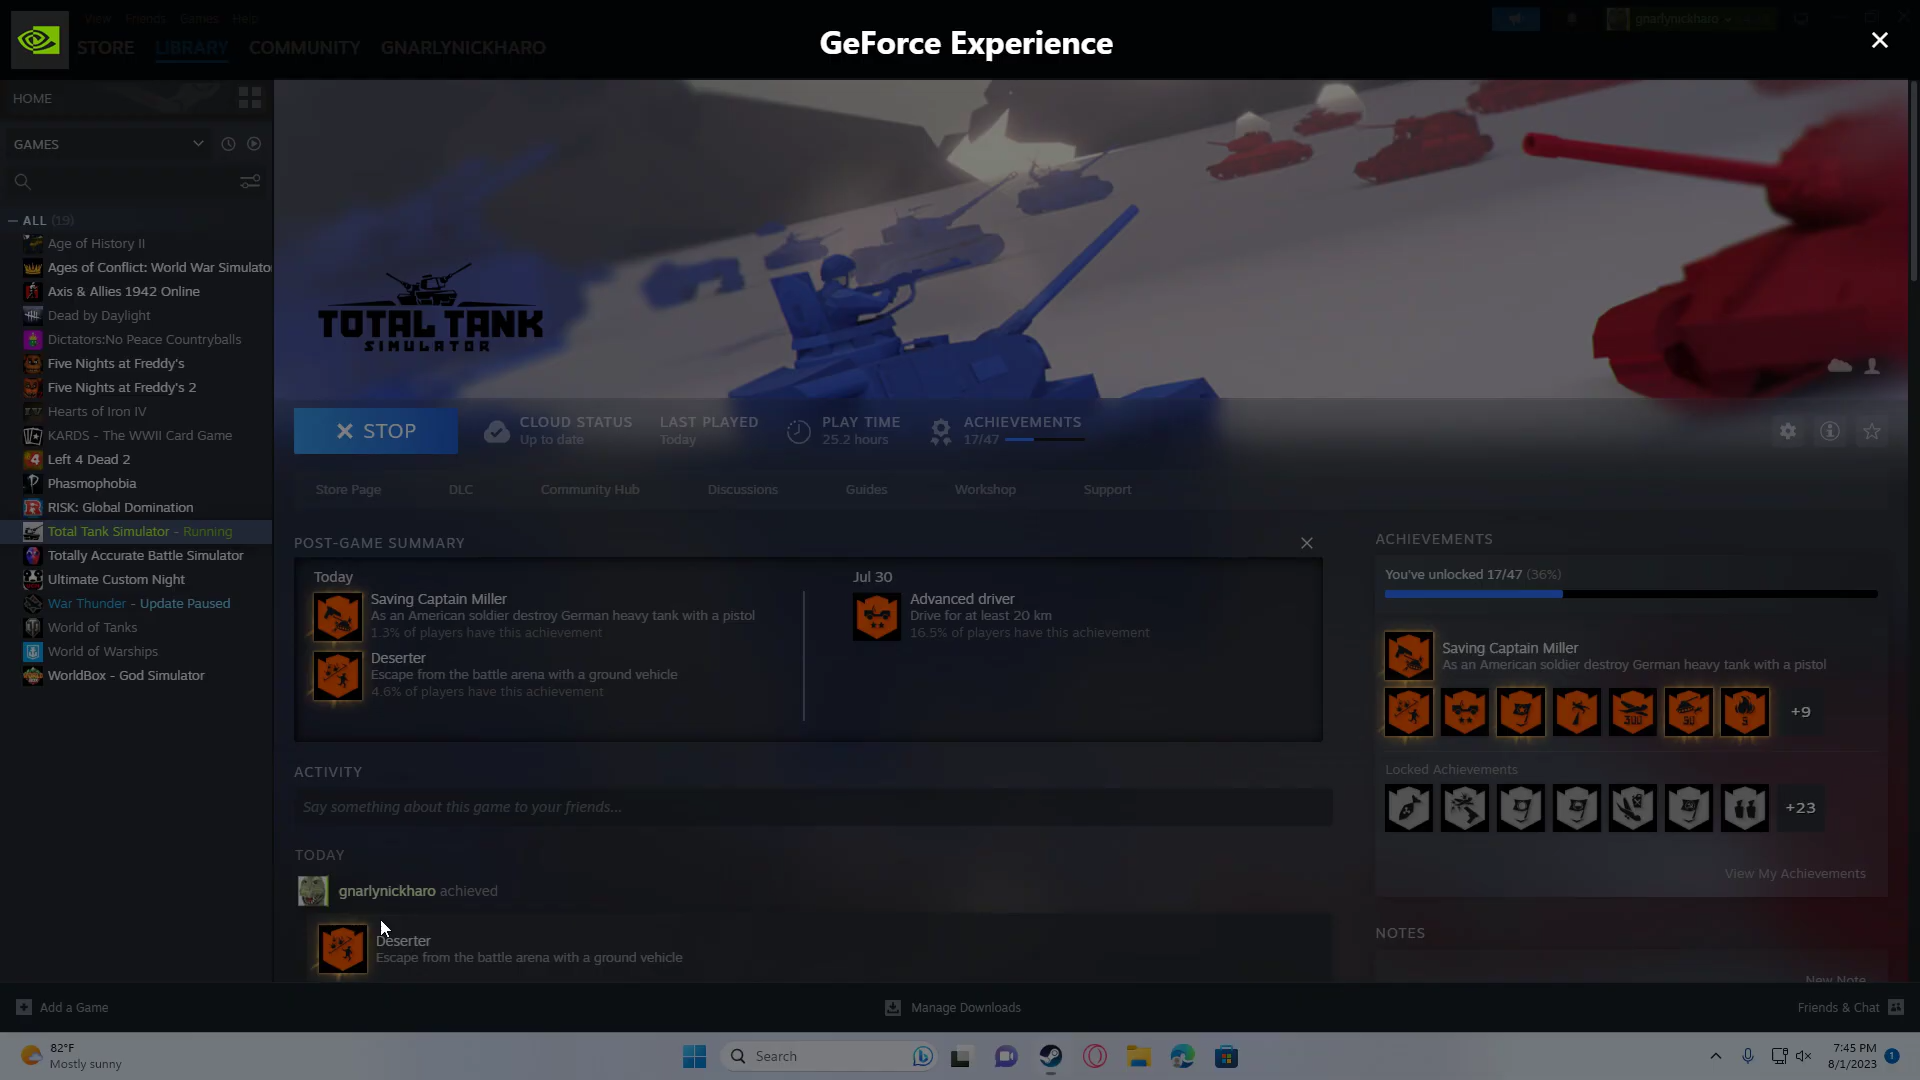 View Friends Games Help
GeForce Experience
gnarlynickharo
STORE LIBRARY COMMUNITY GNARLYNICKHARO
HOME
GAMES
ALL (19)
Age of History II
Ages of Conflict: World War Simulato
Axis & Allies 1942 Online
Dead by Daylight
Dictators:No Peace Countryballs
Five Nights at Freddy's
Five Nights at Freddy's 2
Hearts of Iron IV
KARDS - The WWII Card Game
Left 4 Dead 2
Phasmophobia
RISK: Global Domination
Total Tank Simulator - Running
Totally Accurate Battle Simulator
Ultimate Custom Night
War Thunder - Update Paused
World of Tanks
World of Warships
WorldBox - God Simulator
TOTAL TANK
SIMULATOR
STOP
CLOUD STATUS
Up to date
LAST PLAYED
Today
PLAY TIME
25.2 hours
ACHIEVEMENTS
17/47
Store Page DLC Community Hub Discussions Guides Workshop Support
POST-GAME SUMMARY
Today
Saving Captain Miller
As an American soldier destroy German heavy tank with a pistol
1.3% of players have this achievement
Deserter
Escape from the battle arena with a ground vehicle
4.6% of players have this achievement
Jul 30
Advanced driver
Drive for at least 20 km
16.5% of players have this achievement
ACTIVITY
Say something about this game to your friends...
TODAY
gnarlynickharo achieved
Deserter
Escape from the battle arena with a ground vehicle
ACHIEVEMENTS
You've unlocked 17/47 (36%)
Saving Captain Miller
As an American soldier destroy German heavy tank with a pistol
300
50
5
+9
Locked Achievements
+23
View My Achievements
NOTES
New Note
Add a Game
Manage Downloads
Friends & Chat
82°F
Mostly sunny
Search
7:45 PM
8/1/2023
1